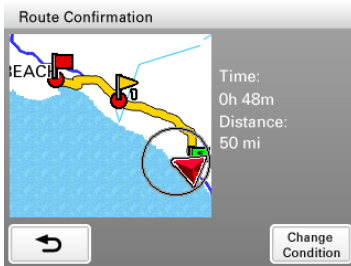 Route Confirmation
BEACH
1
Time:
0h 48m
Distance:
50 mi
Change
Condition